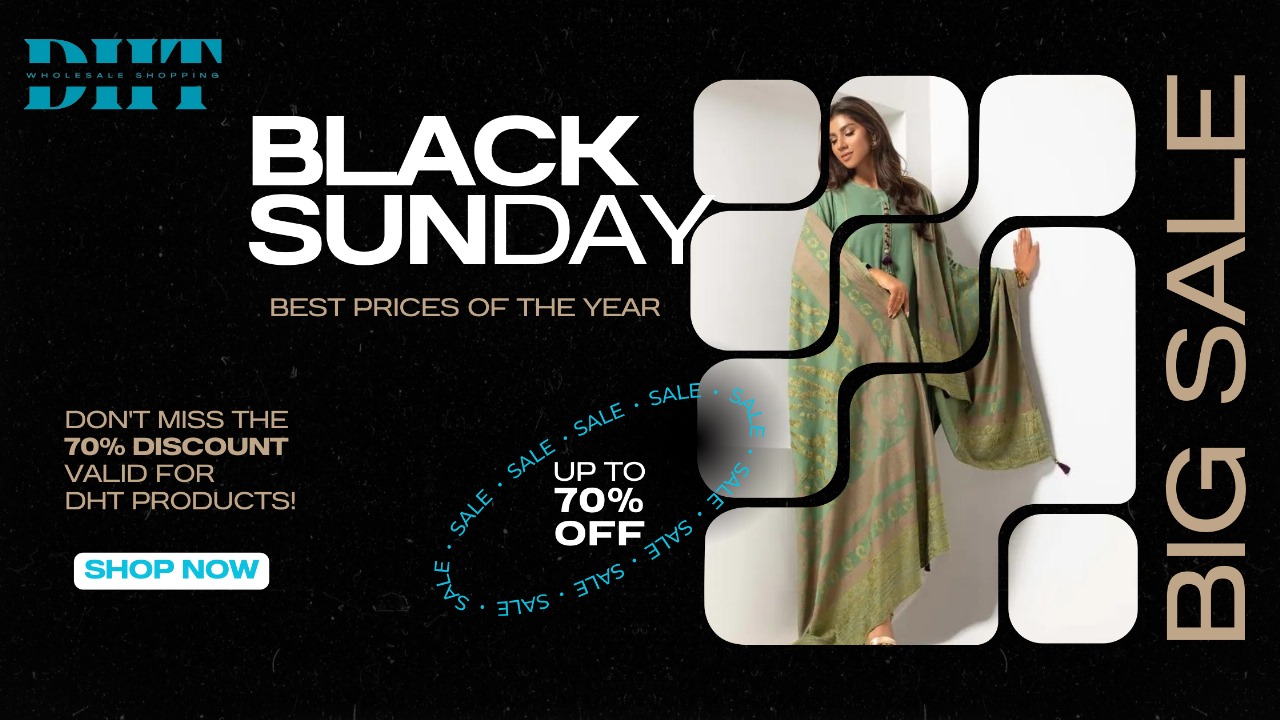 DHT
WHOLESALE SHOPPING
BLACK
SUNDAY
BEST PRICES OF THE YEAR
DON'T MISS THE
70% DISCOUNT
VALID FOR
DHT PRODUCTS!
SHOP NOW
SALE • SALE • SALE • SALE • SALE • SALE • SALE • SALE • SALE • SALE • SALE •
UP TO
70%
OFF
BIG SALE